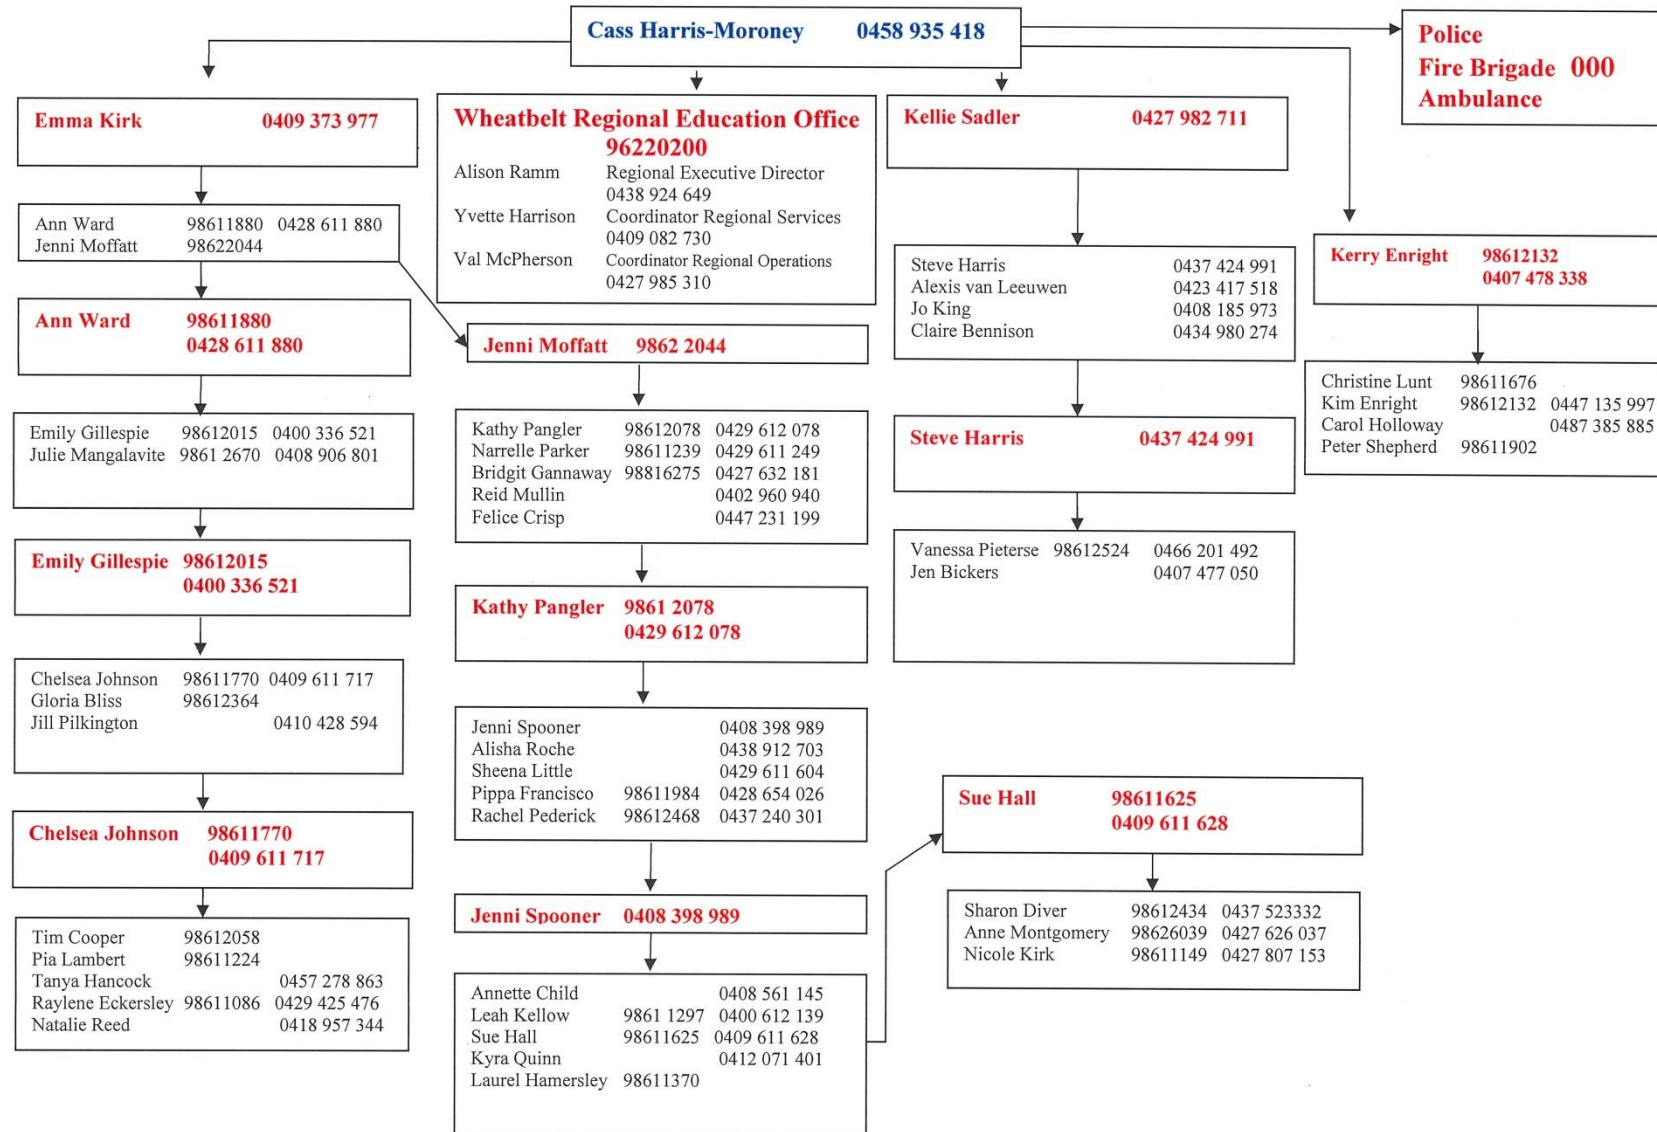 Cass Harris-Moroney 0458 935 418
Police
Fire Brigade 000
Ambulance
Emma Kirk 0409 373 977
Wheatbelt Regional Education Office
96220200
Alison Ramm Regional Executive Director
0438 924 649
Yvette Harrison Coordinator Regional Services
0409 082 730
Val McPherson Coordinator Regional Operations
0427 985 310
Kellie Sadler 0427 982 711
Kerry Enright 98612132
0407 478 338
Ann Ward 98611880 0428 611 880
Jenni Moffatt 98622044
Ann Ward 98611880
0428 611 880
Emily Gillespie 98612015 0400 336 521
Julie Mangalavite 9861 2670 0408 906 801
Emily Gillespie 98612015
0400 336 521
Chelsea Johnson 98611770 0409 611 717
Gloria Bliss 98612364
Jill Pilkington 0410 428 594
Chelsea Johnson 98611770
0409 611 717
Tim Cooper 98612058
Pia Lambert 98611224
Tanya Hancock 0457 278 863
Raylene Eckersley 98611086 0429 425 476
Natalie Reed 0418 957 344
Jenni Moffatt 9862 2044
Kathy Pangler 98612078 0429 612 078
Narrelle Parker 98611239 0429 611 249
Bridgit Gannaway 98816275 0427 632 181
Reid Mullin 0402 960 940
Felice Crisp 0447 231 199
Kathy Pangler 9861 2078
0429 612 078
Jenni Spooner 0408 398 989
Alisha Roche 0438 912 703
Sheena Little 0429 611 604
Pippa Francisco 98611984 0428 654 026
Rachel Pederick 98612468 0437 240 301
Jenni Spooner 0408 398 989
Annette Child 0408 561 145
Leah Kellow 9861 1297 0400 612 139
Sue Hall 98611625 0409 611 628
Kyra Quinn 0412 071 401
Laurel Hamersley 98611370
Steve Harris 0437 424 991
Alexis van Leeuwen 0423 417 518
Jo King 0408 185 973
Claire Bennison 0434 980 274
Steve Harris 0437 424 991
Vanessa Pieterse 98612524 0466 201 492
Jen Bickers 0407 477 050
Christine Lunt 98611676
Kim Enright 98612132 0447 135 997
Carol Holloway 0487 385 885
Peter Shepherd 98611902
Sue Hall 98611625
0409 611 628
Sharon Diver 98612434 0437 523332
Anne Montgomery 98626039 0427 626 037
Nicole Kirk 98611149 0427 807 153